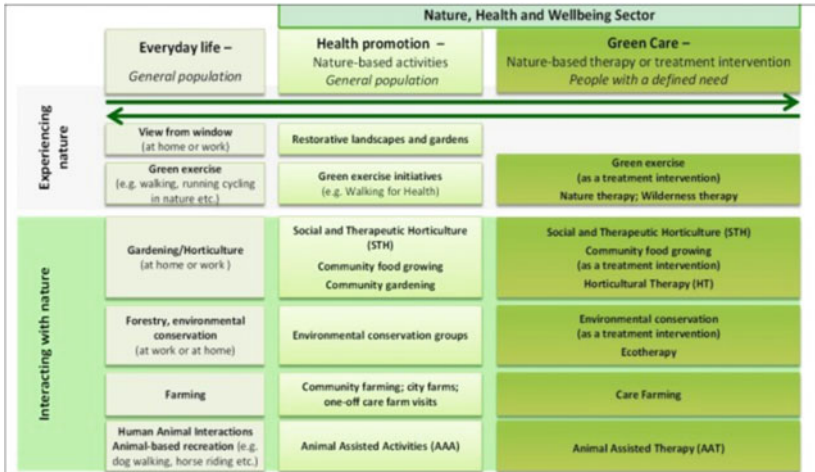 Nature, Health and Wellbeing Sector
Everyday life –
General population
Health promotion –
Nature-based activities
General population
Green Care –
Nature-based therapy or treatment intervention
People with a defined need
Experiencing
nature
View from window
(at home or work)
Restorative landscapes and gardens
Green exercise
(e.g. walking, running cycling
in nature etc.)
Green exercise initiatives
(e.g. Walking for Health)
Green exercise
(as a treatment intervention)
Nature therapy; Wilderness therapy
Interacting with nature
Gardening/Horticulture
(at home or work )
Social and Therapeutic Horticulture
(STH)
Community food growing
Community gardening
Social and Therapeutic Horticulture (STH)
Community food growing
(as a treatment intervention)
Horticultural Therapy (HT)
Forestry, environmental
conservation
(at work or at home)
Environmental conservation groups
Environmental conservation
(as a treatment intervention)
Ecotherapy
Farming
Community farming; city farms;
one-off care farm visits
Care Farming
Human Animal Interactions
Animal-based recreation (e.g.
dog walking, horse riding etc.)
Animal Assisted Activities (AAA)
Animal Assisted Therapy (AAT)